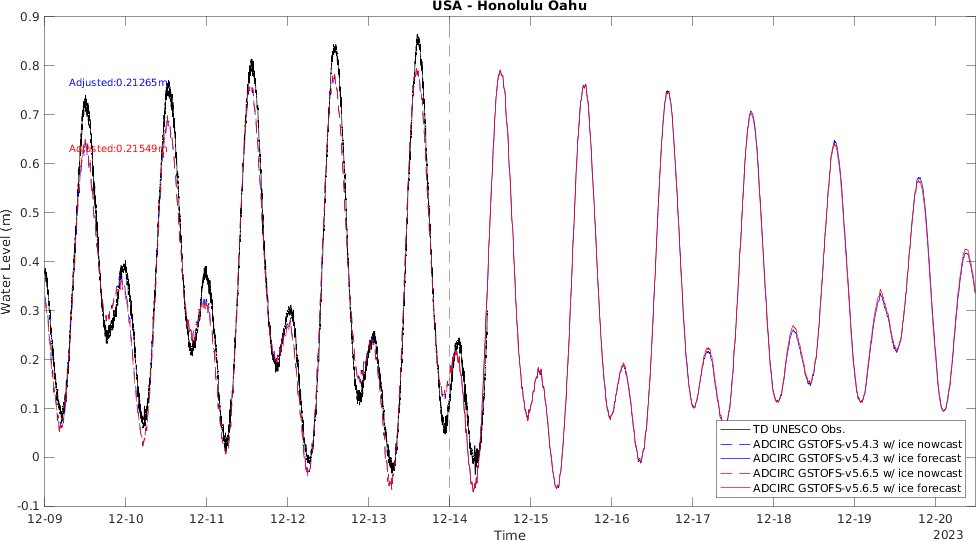 USA - Honolulu Oahu
0.9
0.8
0.7
0.6
0.5
0.4
0.3
0.2
0.1
0
-0.1
Water Level (m)
Adjusted:0.21265m
Adjusted:0.21549m
TD UNESCO Obs.
ADCIRC GSTOFS-v5.4.3 w/ ice nowcast
ADCIRC GSTOFS-v5.4.3 w/ ice forecast
ADCIRC GSTOFS-v5.6.5 w/ ice nowcast
ADCIRC GSTOFS-v5.6.5 w/ ice forecast
12-09 12-10 12-11 12-12 12-13 12-14 12-15 12-16 12-17 12-18 12-19 12-20
Time
2023